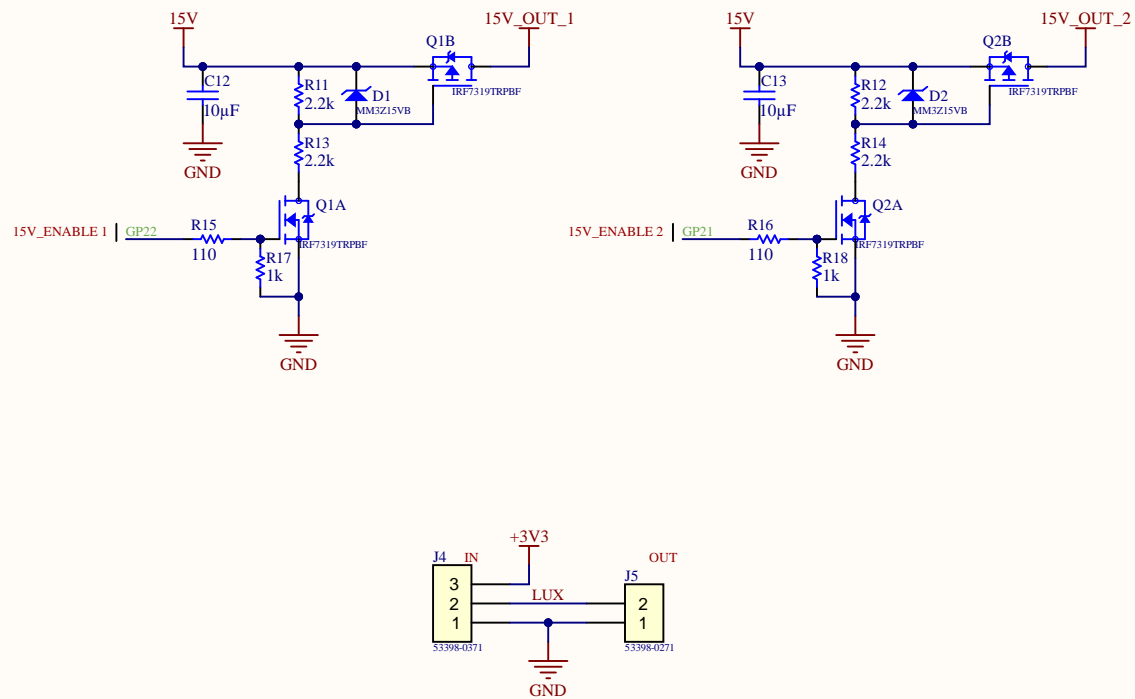 15V
15V_OUT_1
Q1B
C12
10µF
R11
2.2k
D1
MM3Z15VB
IRF7319TRPBF
R13
2.2k
GND
Q1A
15V_ENABLE 1
GP22
R15
110
IRF7319TRPBF
R17
1k
GND
15V
15V_OUT_2
Q2B
C13
10µF
R12
2.2k
D2
MM3Z15VB
IRF7319TRPBF
R14
2.2k
GND
Q2A
15V_ENABLE 2
GP21
R16
110
IRF7319TRPBF
R18
1k
GND
+3V3
J4
IN
OUT
J5
3
2
1
LUX
2
1
53398-0371
53398-0271
GND